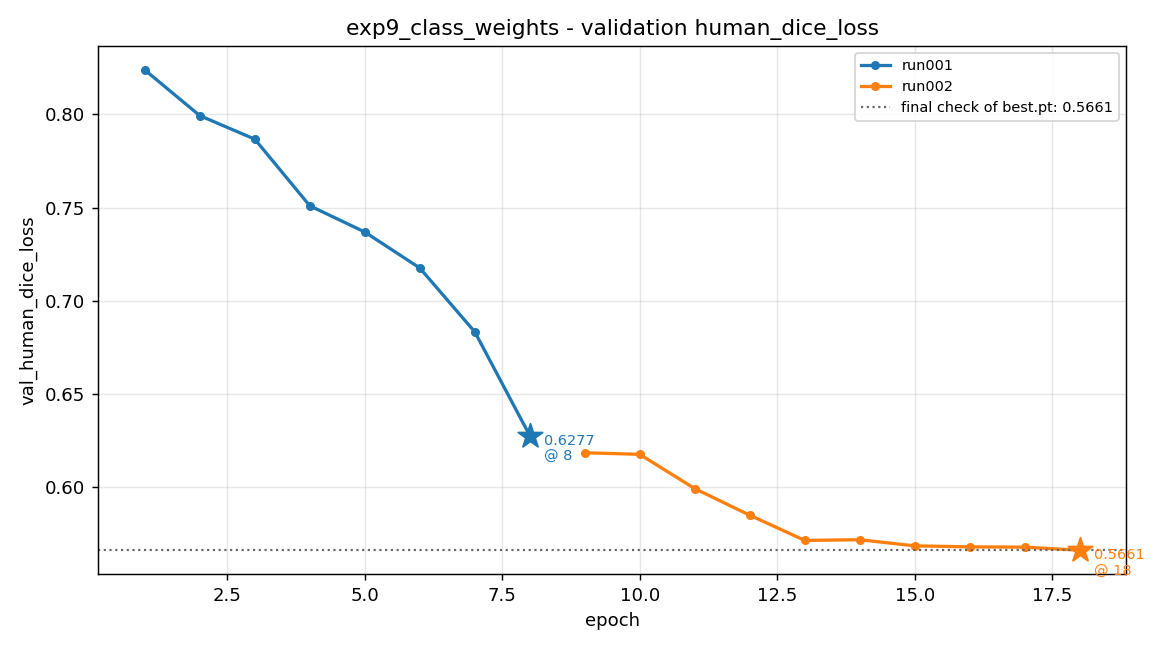 exp9_class_weights - validation human_dice_loss
run001
run002
final check of best.pt: 0.5661
val_human_dice_loss
0.80
0.75
0.70
0.65
0.60
0.6277
@ 8
0.5661
@ 18
2.5
5.0
7.5
10.0
12.5
15.0
17.5
epoch